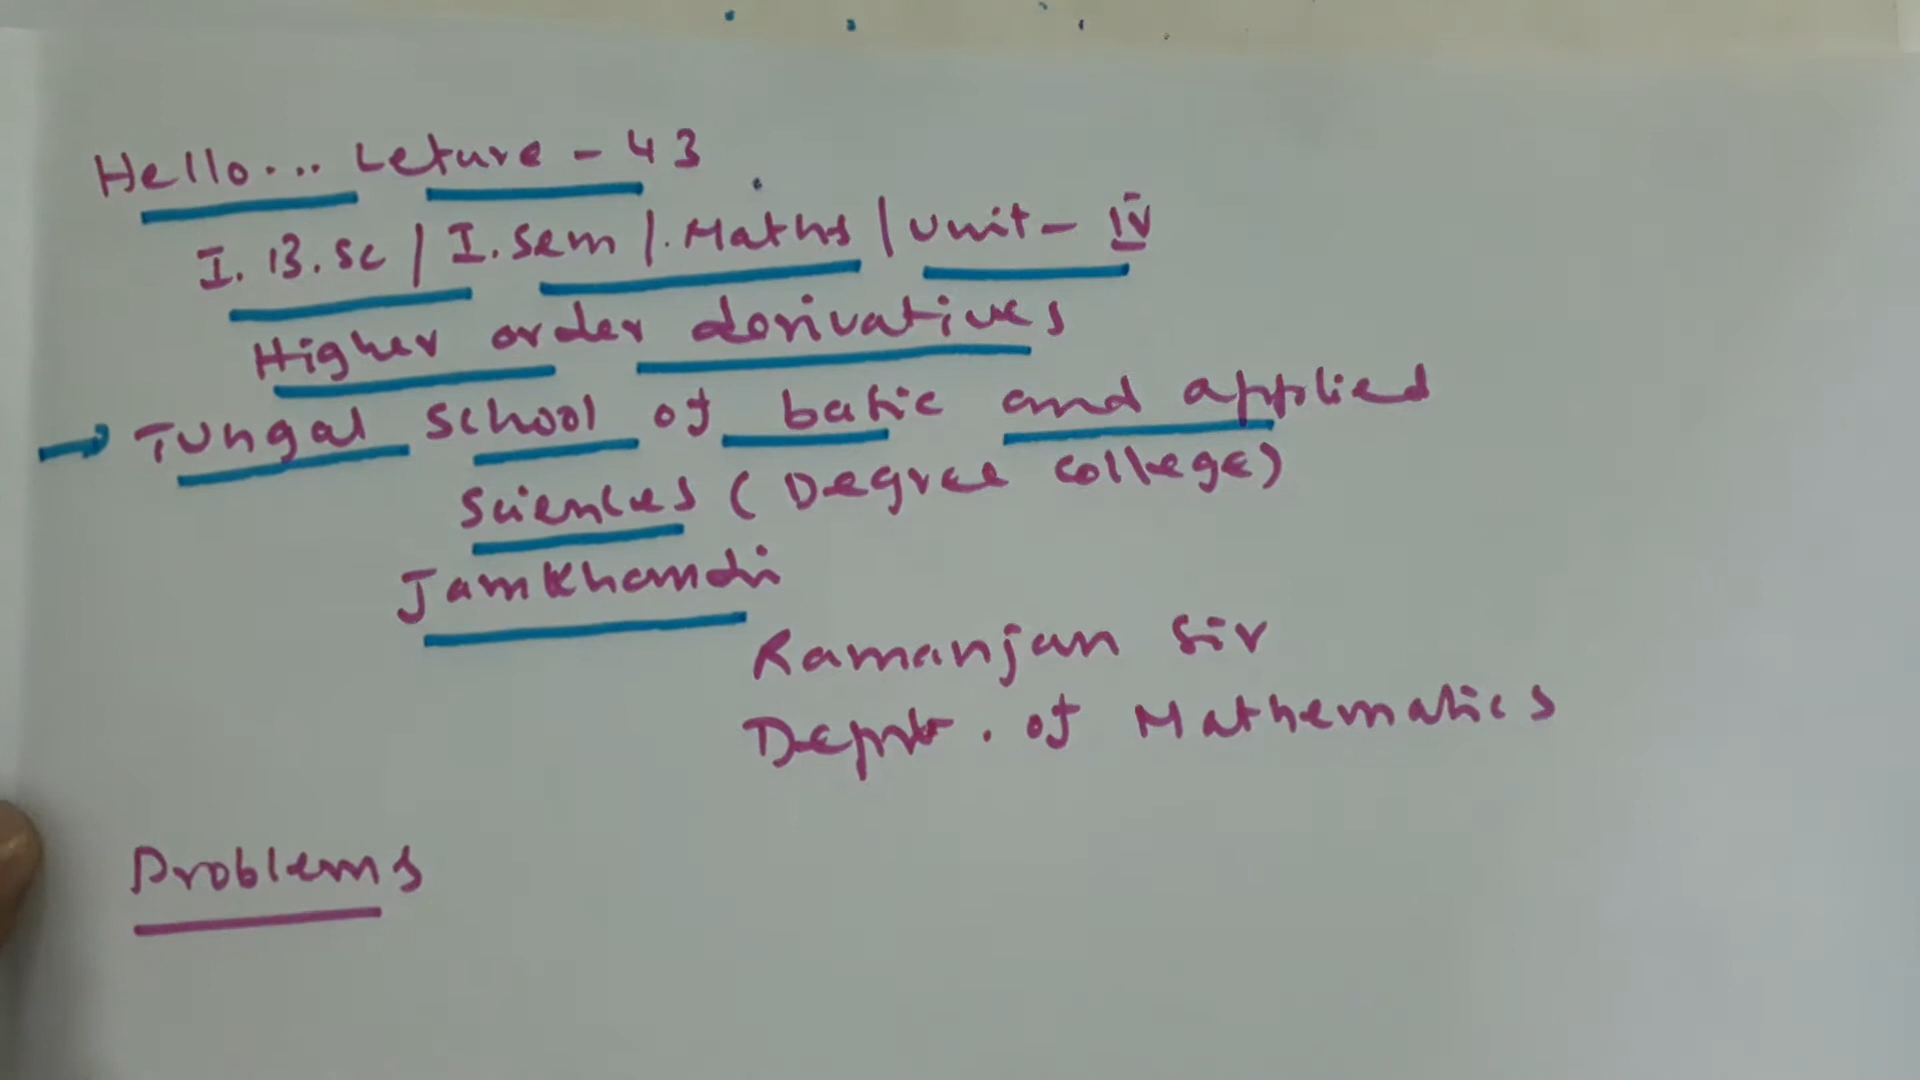 Hello... Leture - 43
I. B.Sc / I. Sem / . Maths / Unit - IV
Higher order derivatives
Tungal School of basic and applied
Sciences (Degree college)
Jamkhandi
Ramanjan Sir
Deprt. of Mathematics
Problems